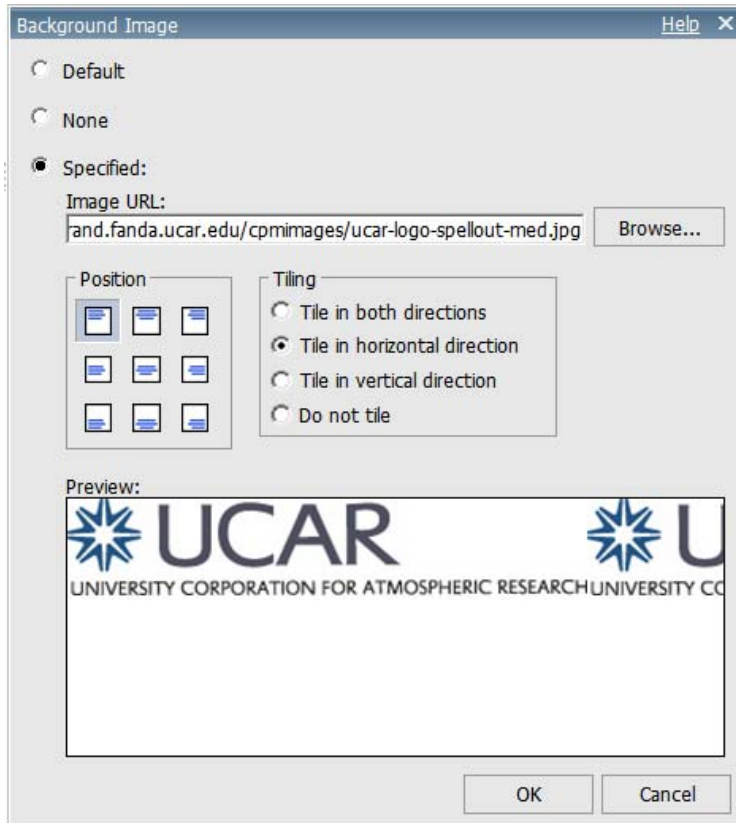 Background Image Help X
Default
None
Specified:
Image URL:
rand.fanda.ucar.edu/cpmimages/ucar-logo-spellout-med.jpg Browse...
Position Tiling
Tile in both directions
Tile in horizontal direction
Tile in vertical direction
Do not tile
Preview:
UCAR U
UNIVERSITY CORPORATION FOR ATMOSPHERIC RESEARCH UNIVERSITY CO
OK Cancel